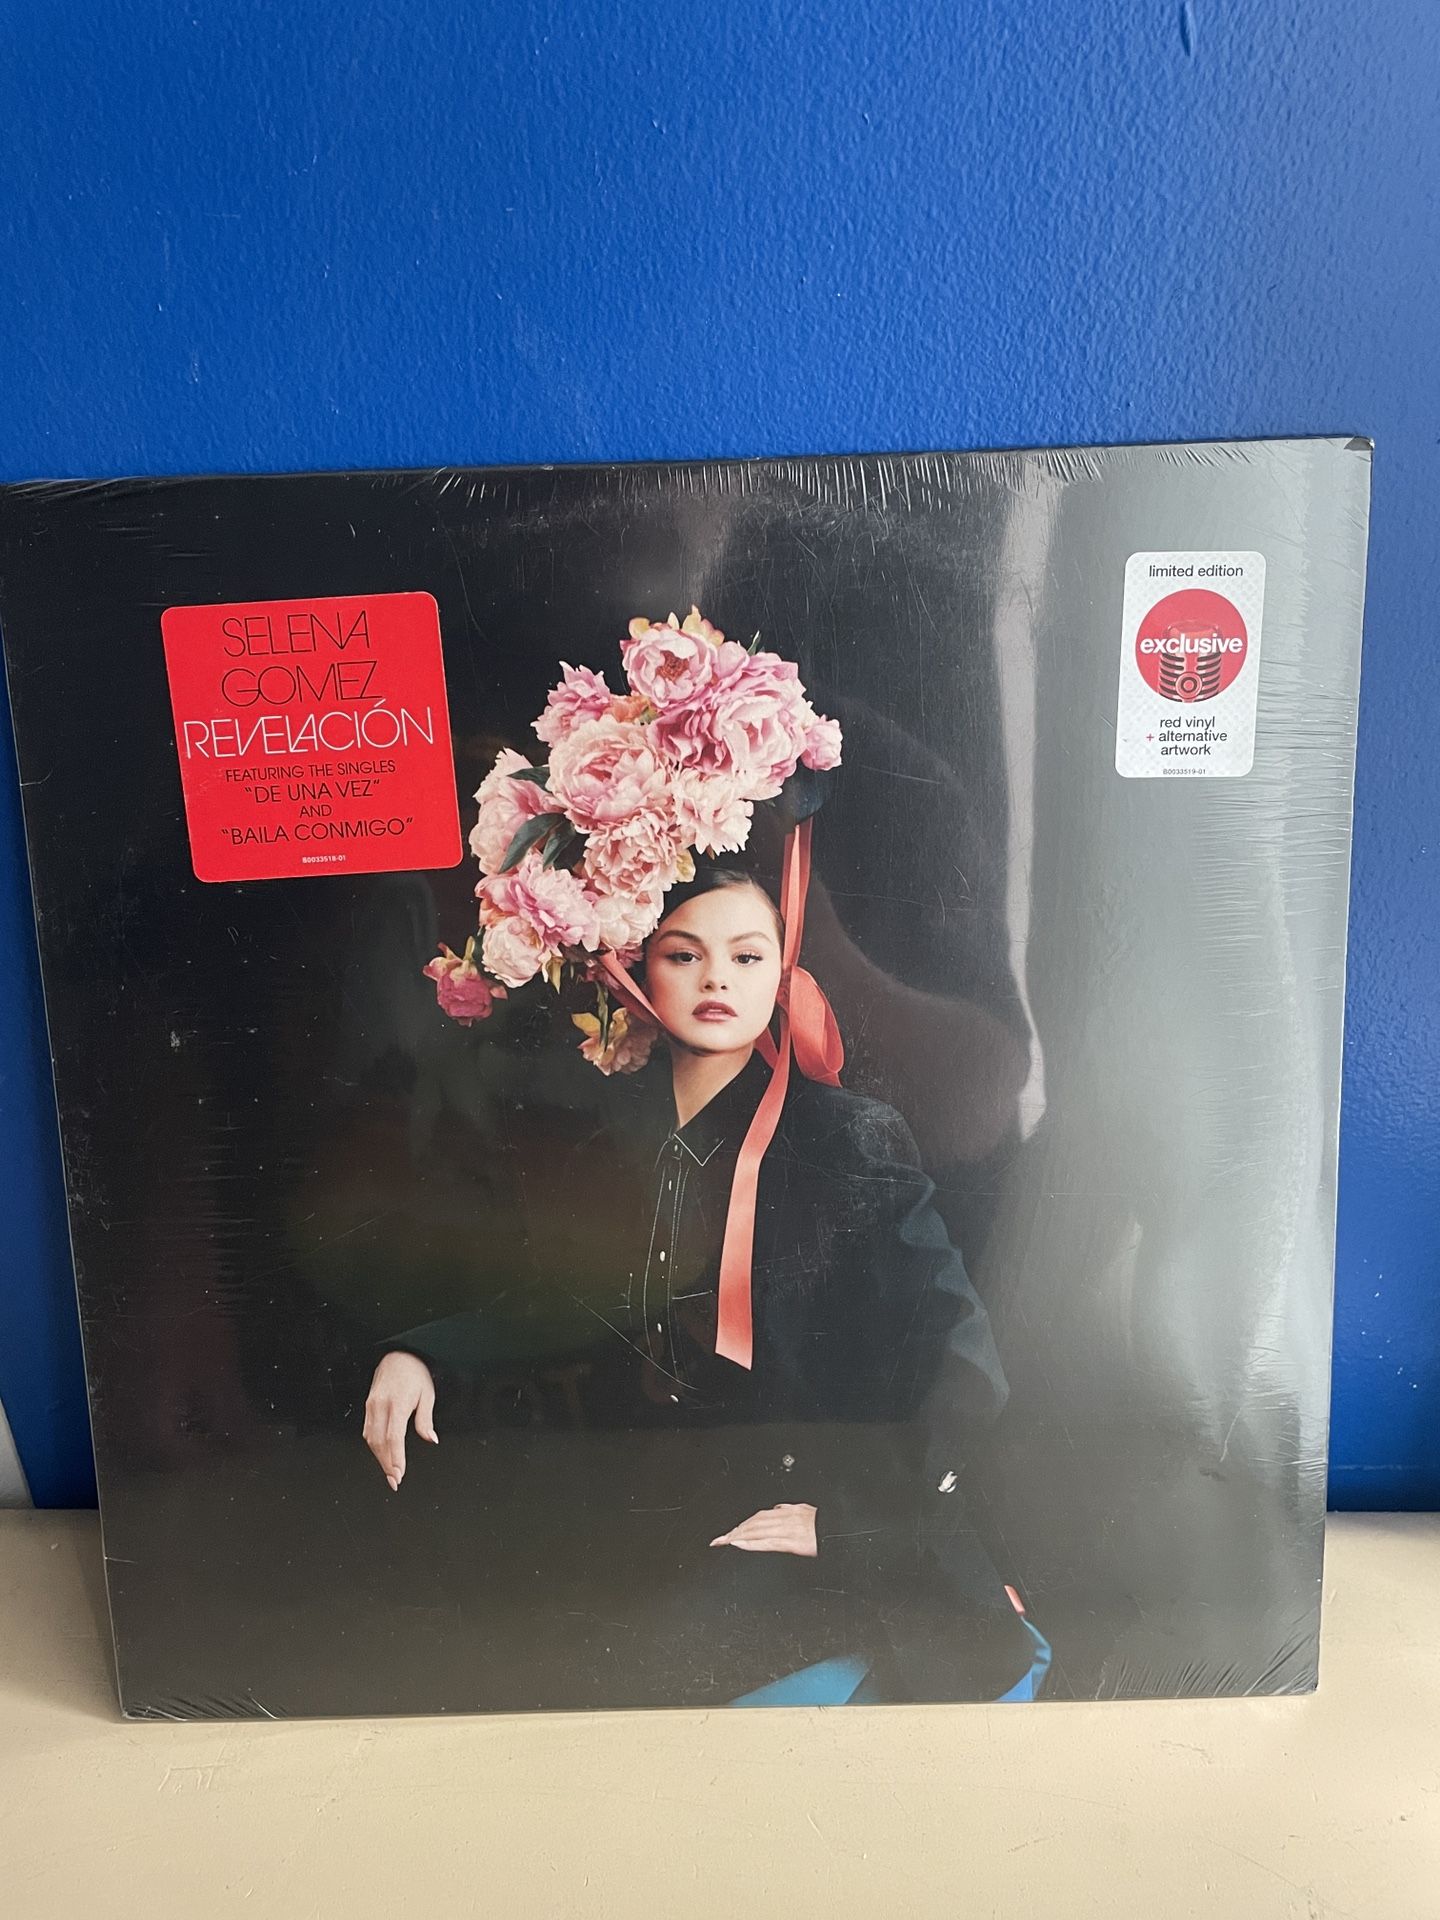 SELENA
GOMEZ
REVELACIÓN
FEATURING THE SINGLES
"DE UNA VEZ"
AND
"BAILA CONMIGO"
B0033518-01
limited edition
exclusive
red vinyl
+ alternative
artwork
B0033519-01